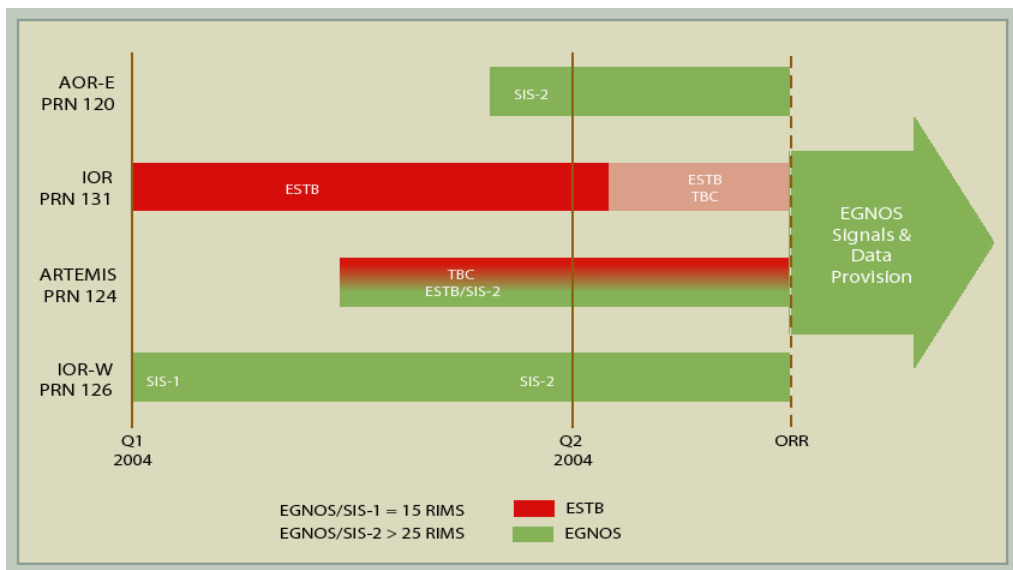 AOR-E
PRN 120
SIS-2
IOR
PRN 131
ESTB
ESTB
TBC
ARTEMIS
PRN 124
TBC
ESTB/SIS-2
IOR-W
PRN 126
SIS-1
SIS-2
EGNOS
Signals &
Data
Provision
Q1
2004
Q2
2004
ORR
EGNOS/SIS-1 = 15 RIMS
EGNOS/SIS-2 > 25 RIMS
ESTB
EGNOS